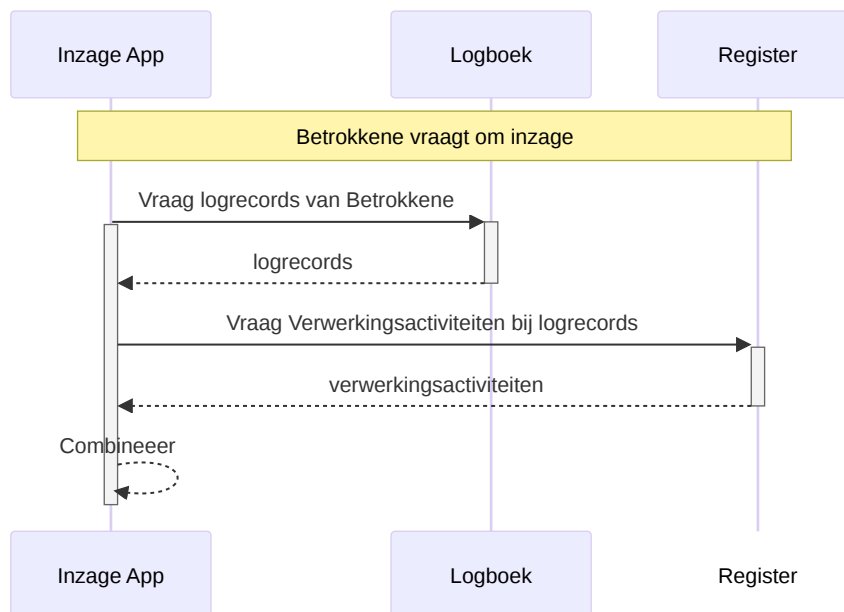 Inzage App
Logboek
Register
Betrokkene vraagt om inzage
Vraag logrecords van Betrokkene
logrecords
Vraag Verwerkingsactiviteiten bij logrecords
verwerkingsactiviteiten
Combineeer
Inzage App
Logboek
Register